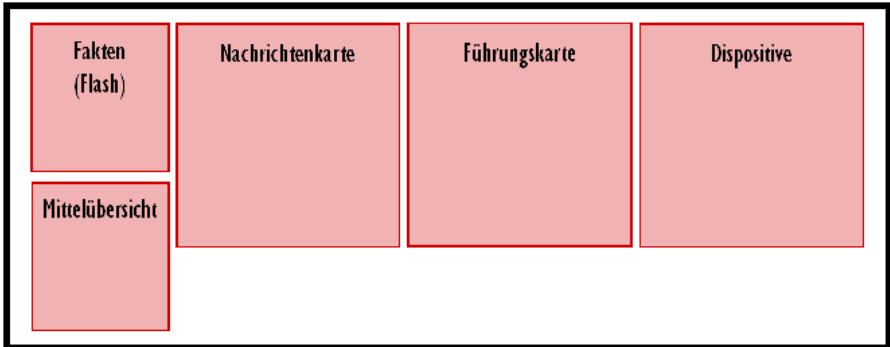 Fakten
(Flash)
Nachrichtenkarte
Führungskarte
Dispositive
Mittelübersicht